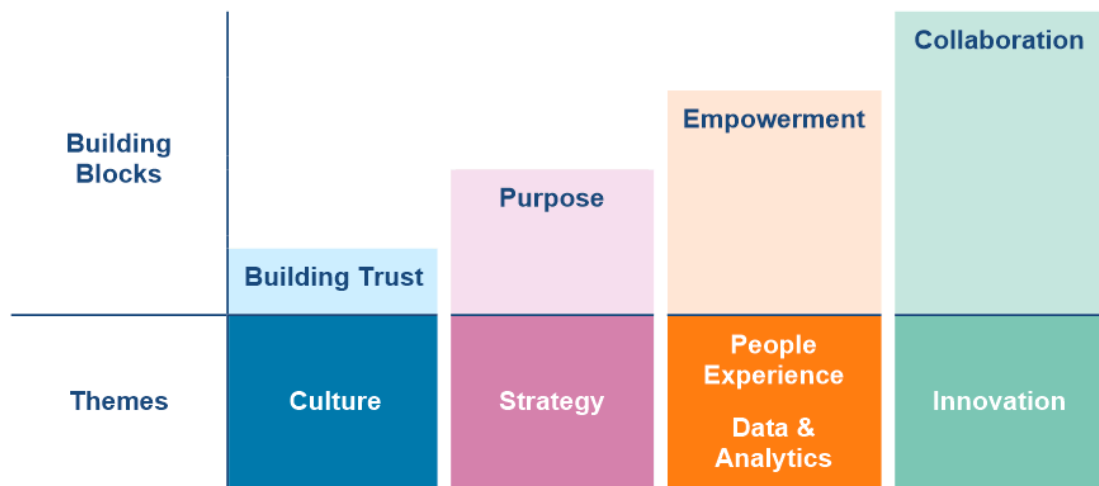 Collaboration
Empowerment
Building
Blocks
Purpose
Building Trust
Themes
Culture
Strategy
People
Experience
Data &
Analytics
Innovation